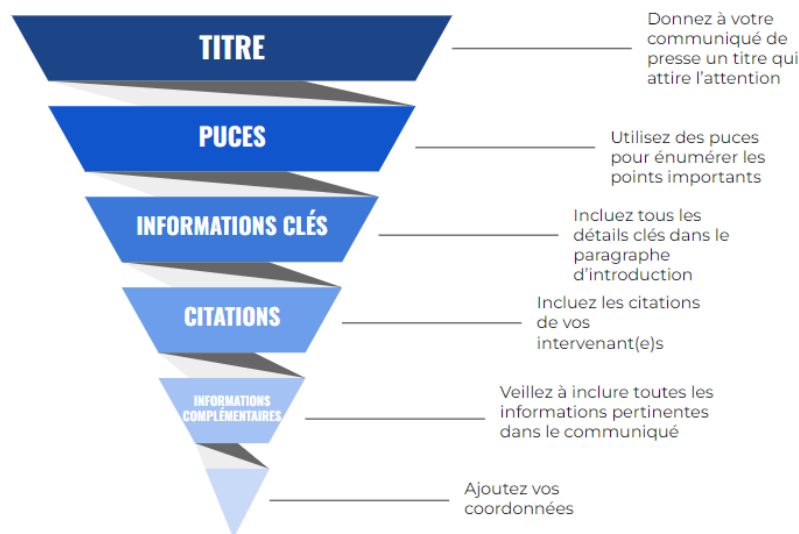 TITRE
Donnez à votre
communiqué de
presse un titre qui
attire l'attention
PUCES
Utilisez des puces
pour énumérer les
points importants
INFORMATIONS CLÉS
Incluez tous les
détails clés dans le
paragraphe
d'introduction
CITATIONS
Incluez les citations
de vos
intervenant(e)s
INFORMATIONS
COMPLÉMENTAIRES
Veillez à inclure toutes les
informations pertinentes
dans le communiqué
Ajoutez vos
coordonnées